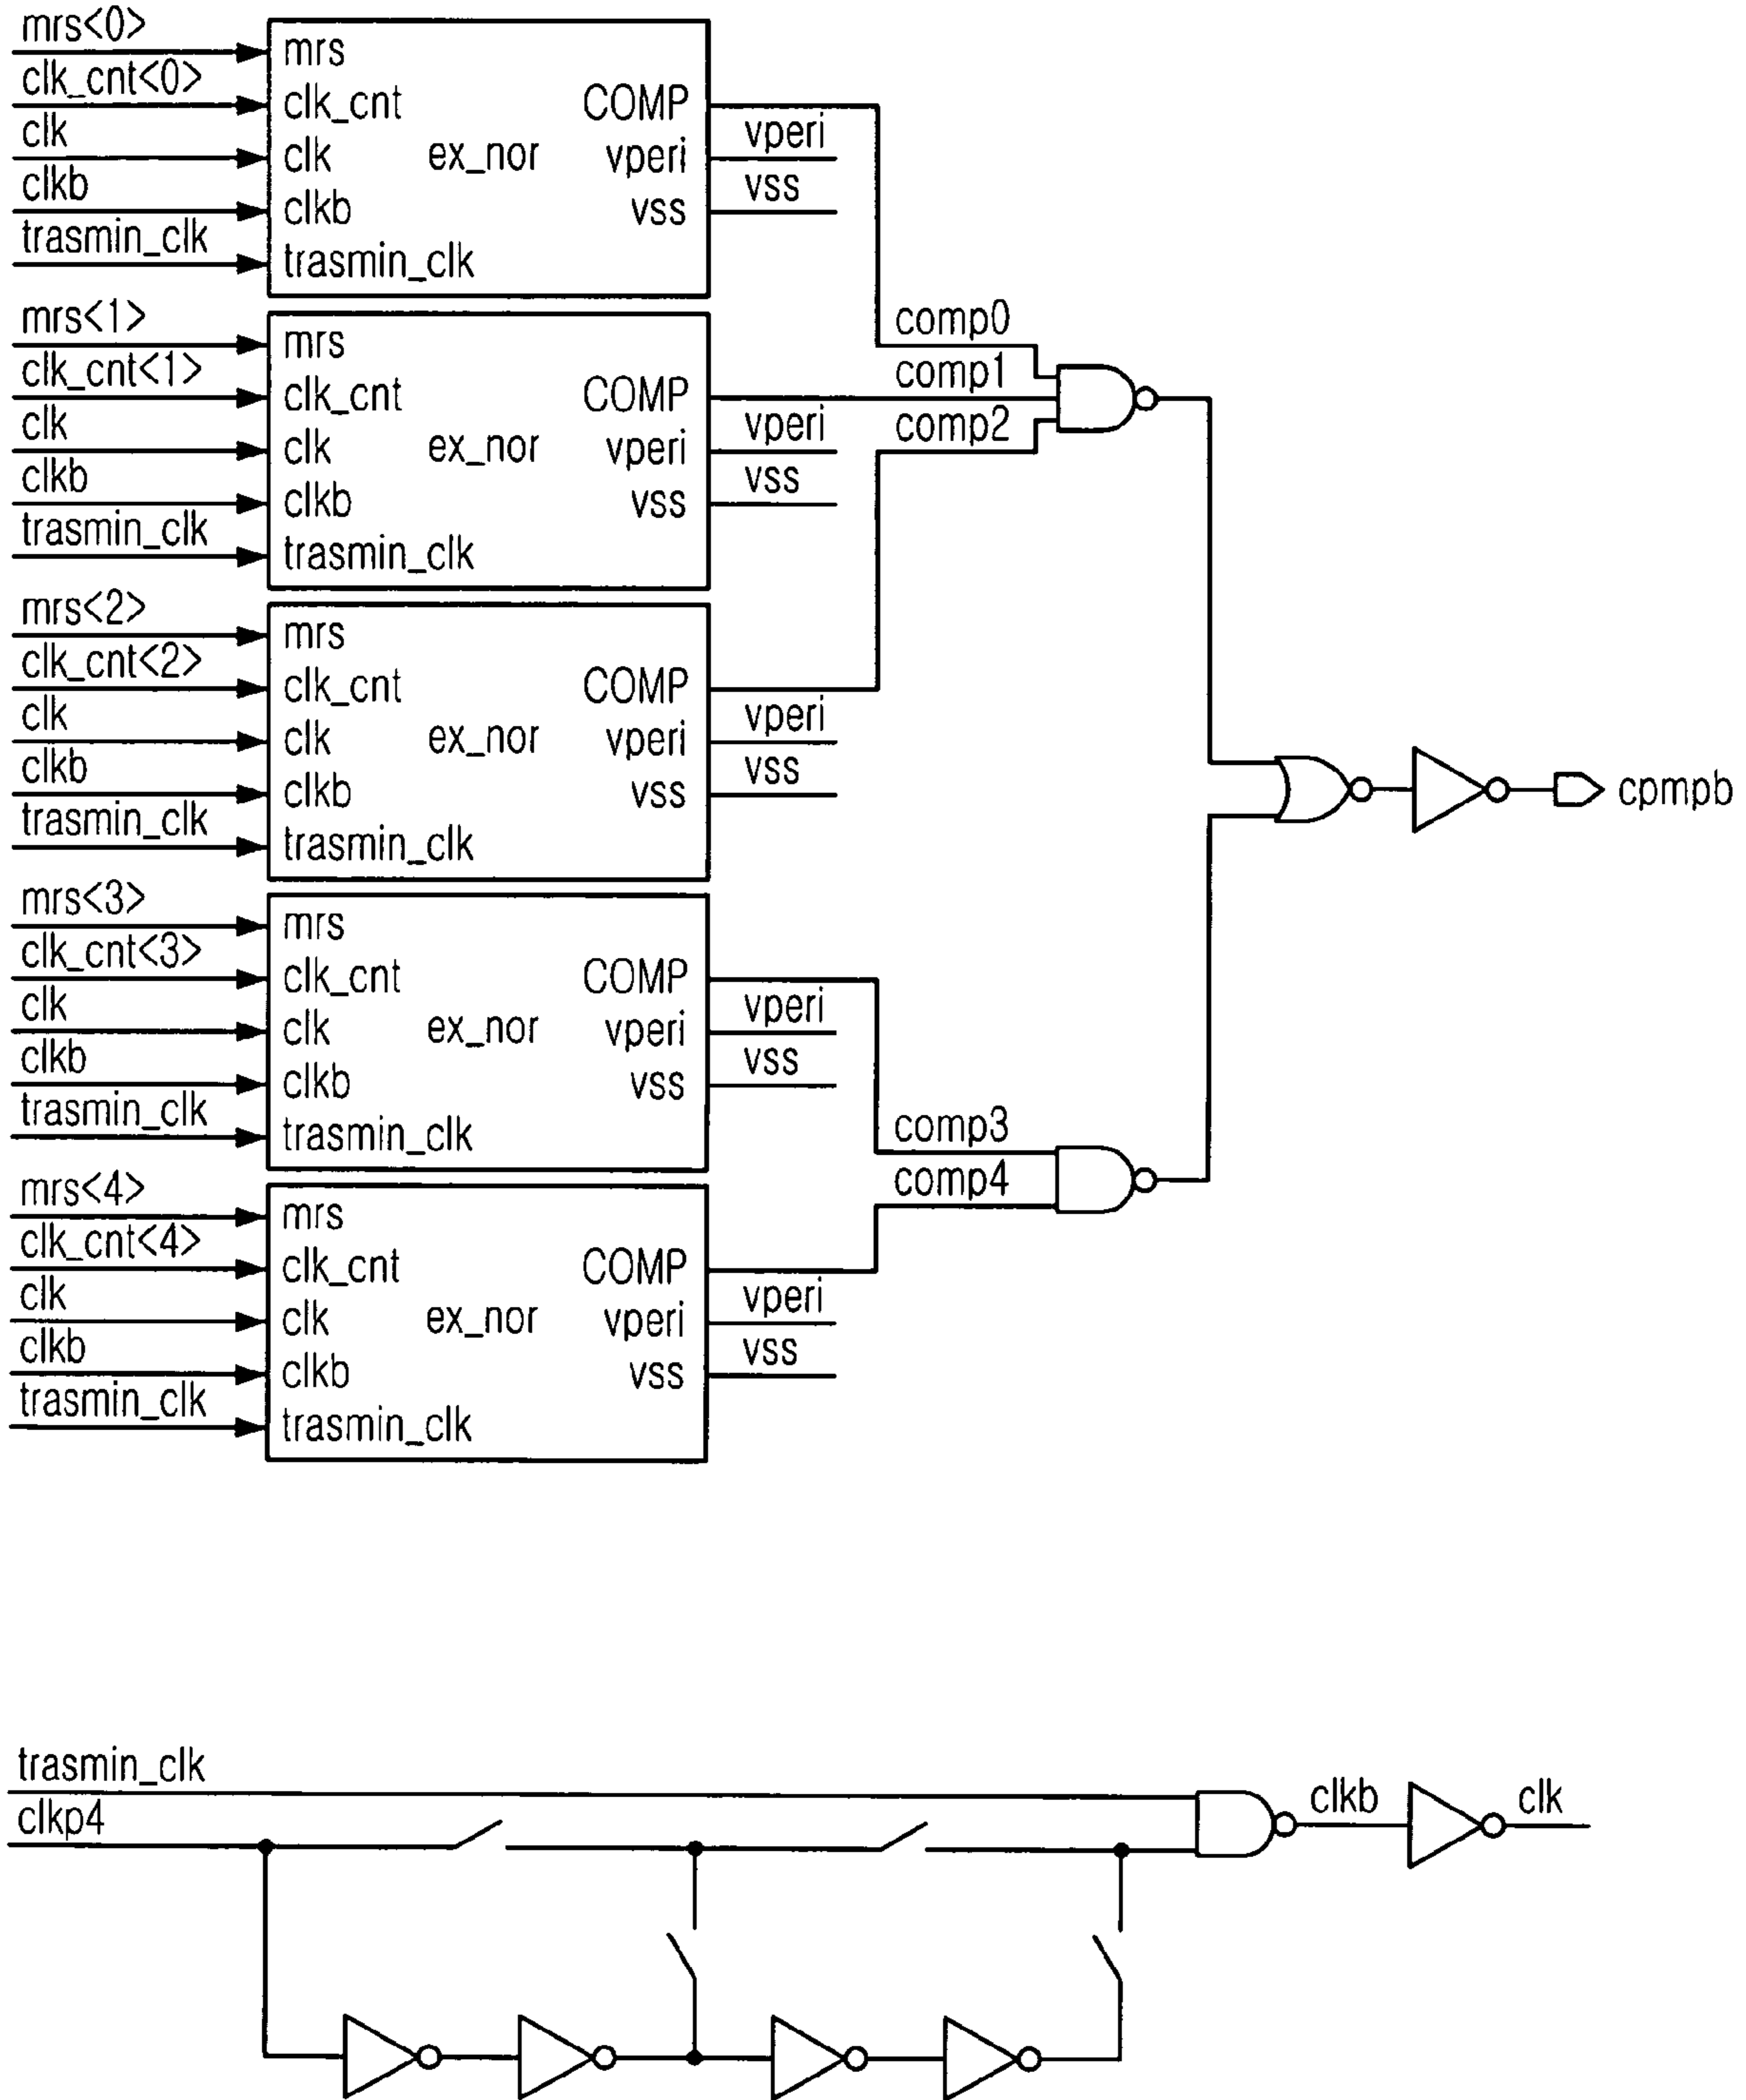 mrs<0>
mrs
clk_cnt<0>
clk_cnt
COMP
clk
vperi
clk
ex_nor
vperi
clkb
vss
clkb
vss
trasmin_clk
trasmin_clk
mrs<1>
comp0
mrs
clk_cnt<1>
comp1
clk_cnt
COMP
clk
vperi
comp2
clk
ex_nor
vperi
clkb
vss
clkb
vss
trasmin_clk
trasmin_clk
mrs<2>
mrs
clk_cnt<2>
clk_cnt
COMP
clk
vperi
clk
ex_nor
vperi
clkb
vss
clkb
vss
cpmpb
trasmin_clk
trasmin_clk
mrs<3>
mrs
clk_cnt<3>
clk_cnt
COMP
clk
vperi
clk
ex_nor
vperi
clkb
vss
clkb
vss
trasmin_clk
comp3
trasmin_clk
mrs<4>
comp4
mrs
clk_cnt<4>
clk_cnt
COMP
clk
vperi
clk
ex_nor
vperi
clkb
vss
clkb
vss
trasmin_clk
trasmin_clk
trasmin_clk
clkp4
clkb
clk